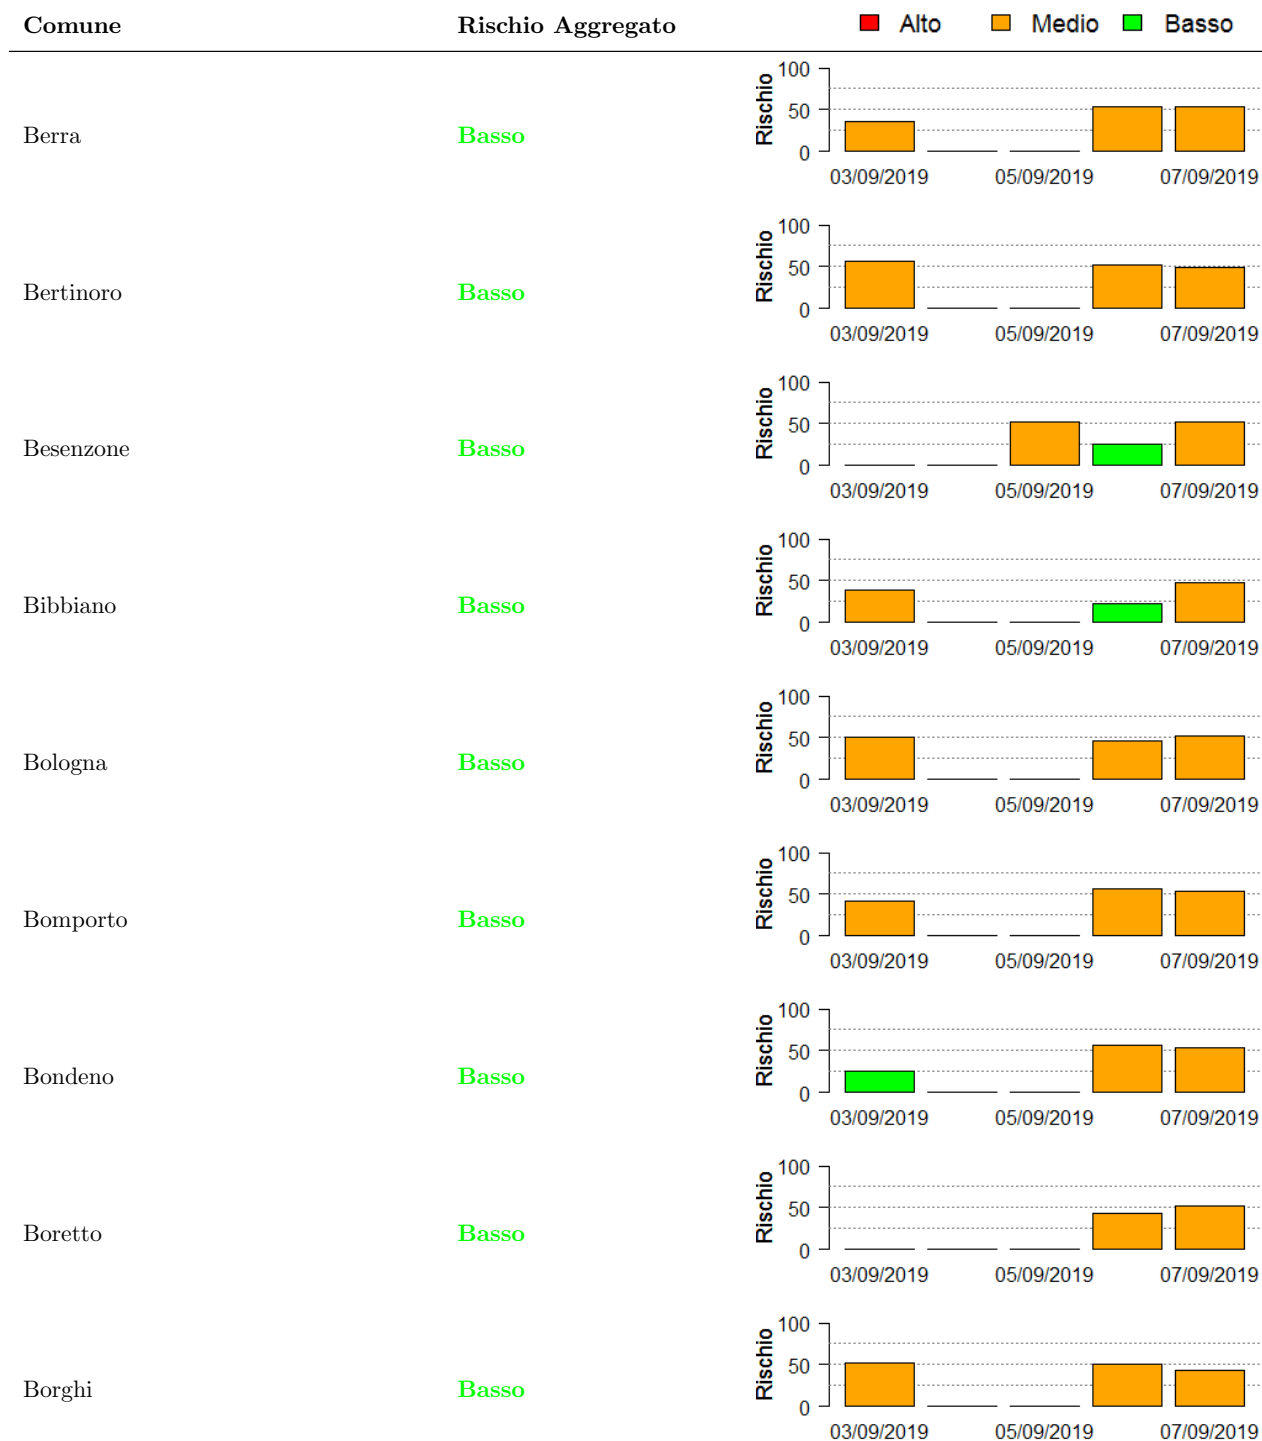 Comune Rischio Aggregato Alto Medio Basso
Berra Basso Rischio 100 50 0
03/09/2019 05/09/2019 07/09/2019
Bertinoro Basso Rischio 100 50 0
03/09/2019 05/09/2019 07/09/2019
Besenzone Basso Rischio 100 50 0
03/09/2019 05/09/2019 07/09/2019
Bibbiano Basso Rischio 100 50 0
03/09/2019 05/09/2019 07/09/2019
Bologna Basso Rischio 100 50 0
03/09/2019 05/09/2019 07/09/2019
Bomporto Basso Rischio 100 50 0
03/09/2019 05/09/2019 07/09/2019
Bondeno Basso Rischio 100 50 0
03/09/2019 05/09/2019 07/09/2019
Boretto Basso Rischio 100 50 0
03/09/2019 05/09/2019 07/09/2019
Borghi Basso Rischio 100 50 0
03/09/2019 05/09/2019 07/09/2019